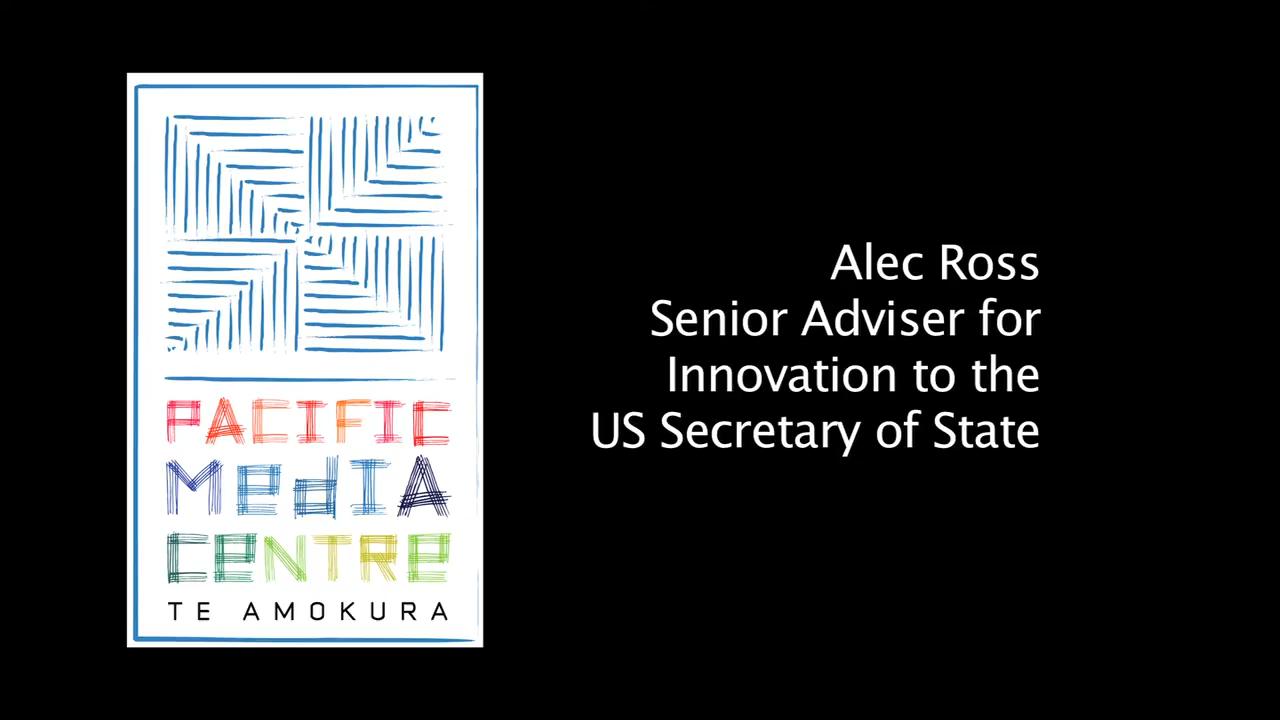 PACIFIC
MediA
CeNTRe
TE AMOKURA
Alec Ross
Senior Adviser for
Innovation to the
US Secretary of State